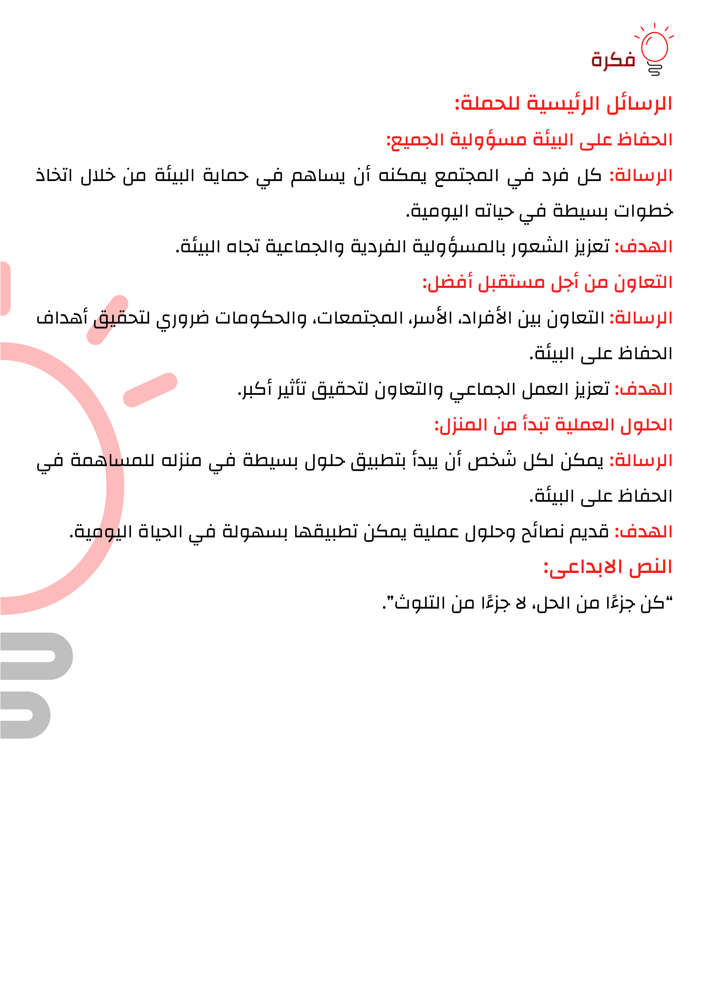 فكرة
الرسائل الرئيسية للحملة:
الحفاظ على البيئة مسؤولية الجميع:
الرسالة: كل فرد في المجتمع يمكنه أن يساهم في حماية البيئة من خلال اتخاذ
خطوات بسيطة في حياته اليومية.
الهدف: تعزيز الشعور بالمسؤولية الفردية والجماعية تجاه البيئة.
التعاون من أجل مستقبل أفضل:
الرسالة: التعاون بين الأفراد، الأسر، المجتمعات، والحكومات ضروري لتحقيق أهداف
الحفاظ على البيئة.
الهدف: تعزيز العمل الجماعي والتعاون لتحقيق تأثير أكبر.
الحلول العملية تبدأ من المنزل:
الرسالة: يمكن لكل شخص أن يبدأ بتطبيق حلول بسيطة في منزله للمساهمة في
الحفاظ على البيئة.
الهدف: قديم نصائح وحلول عملية يمكن تطبيقها بسهولة في الحياة اليومية.
النص الابداعى:
“كن جزءًا من الحل، لا جزءًا من التلوث”.